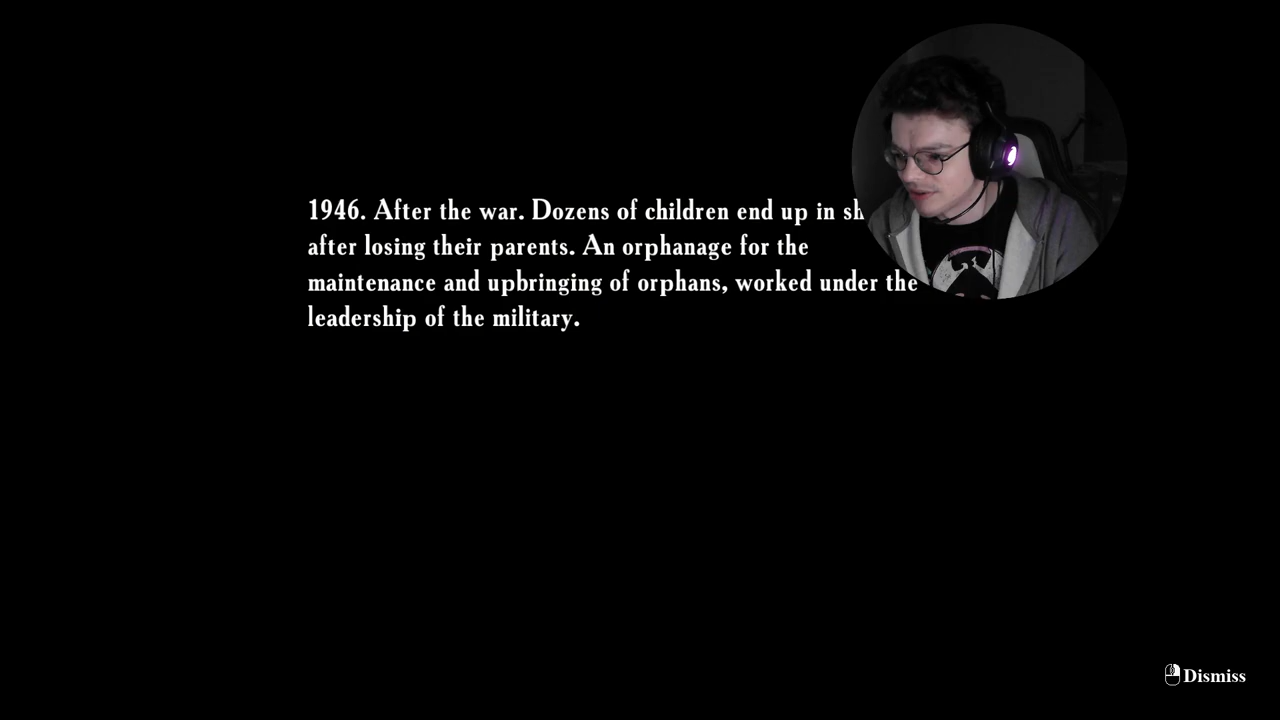 1946. After the war. Dozens of children end up in
after losing their parents. An orphanage for the
maintenance and upbringing of orphans, worked under the
leadership of the military.
Dismiss